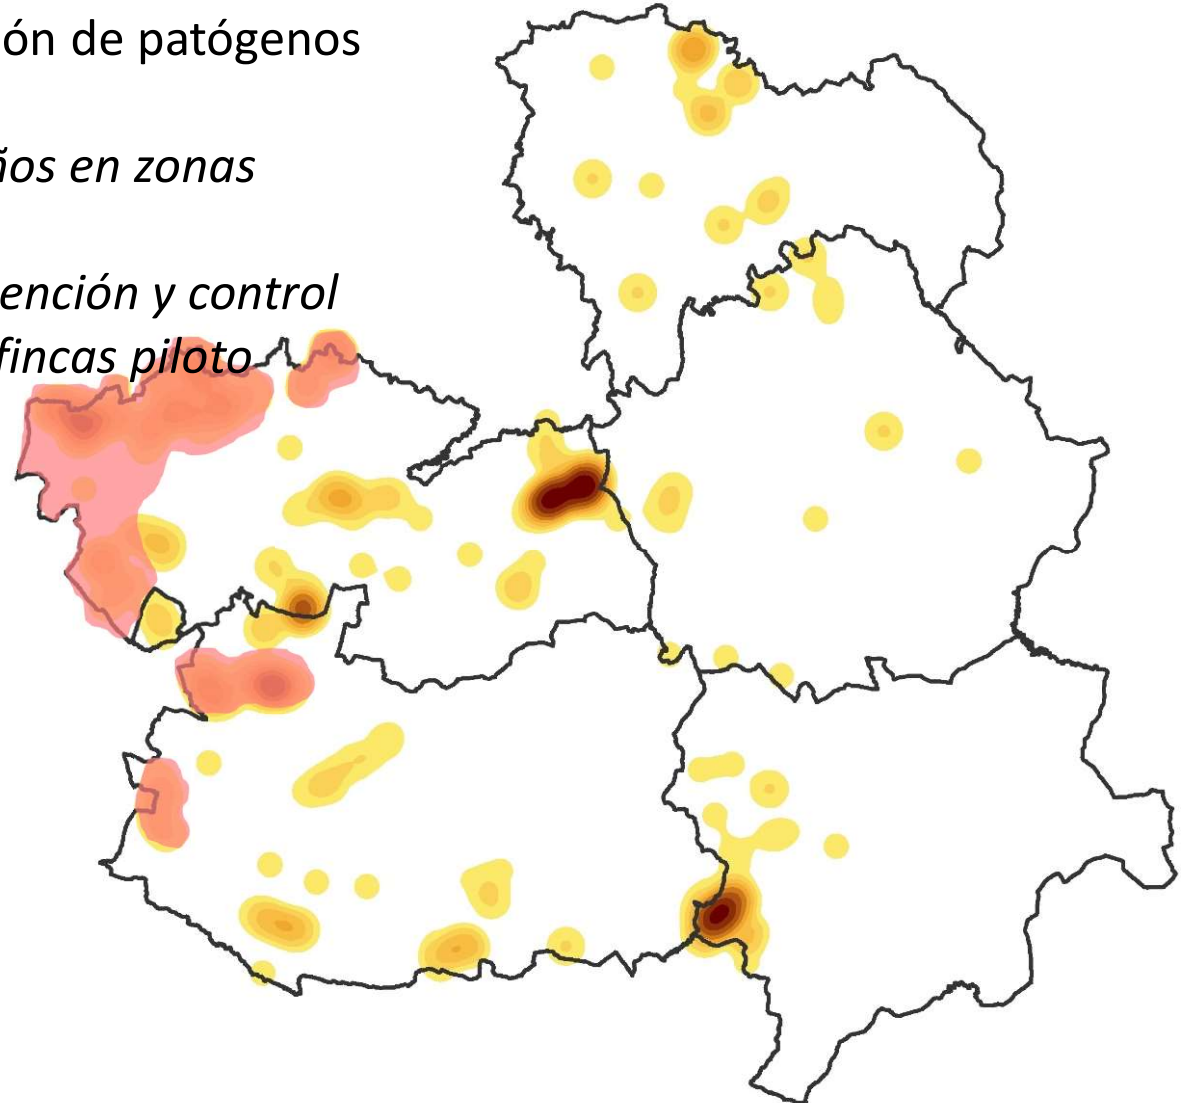 ón de patógenos
ños en zonas
ención y control
fincas piloto